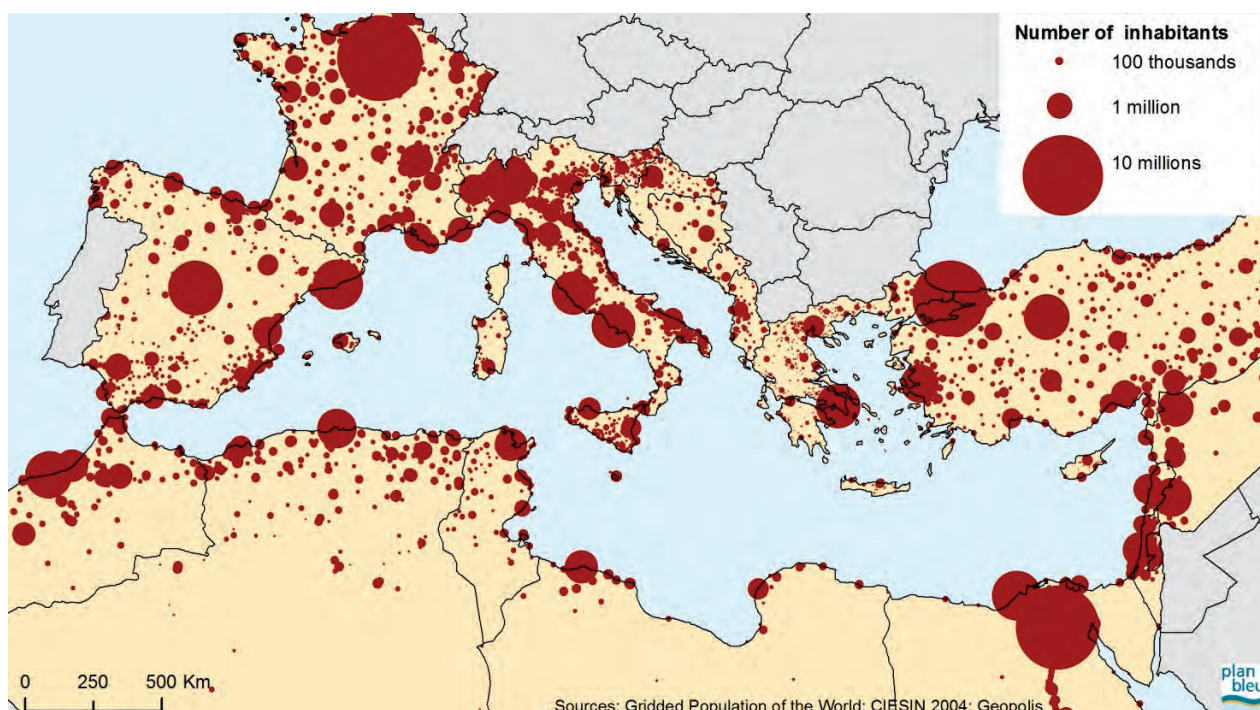 Number of inhabitants
100 thousands
1 million
10 millions
0 250 500 Km
Sources: Gridded Population of the World; CIESIN 2004; Geopolis
plan
bleu